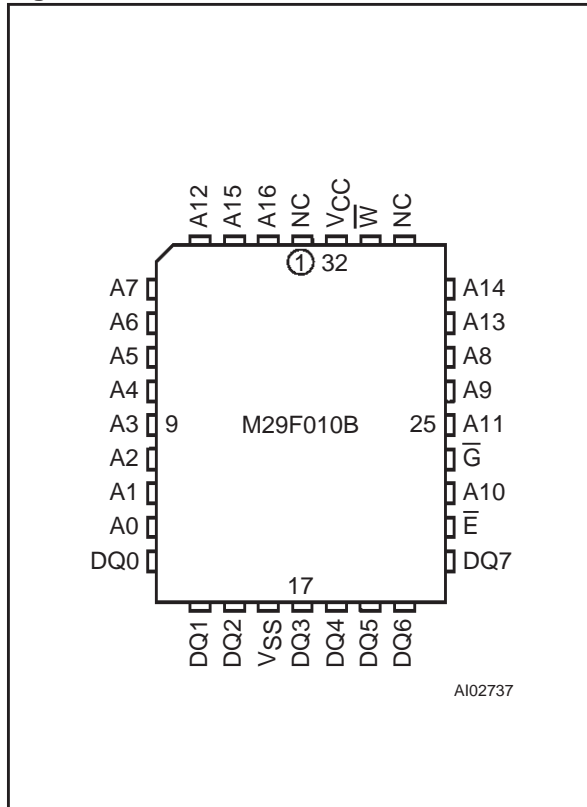 A12 A15 A16 NC VCC W̅ NC
1 32
A7 A14
A6 A13
A5 A8
A4 A9
A3 9 M29F010B 25 A11
A2 G̅
A1 A10
A0 E̅
DQ0 DQ7
17
DQ1 DQ2 VSS DQ3 DQ4 DQ5 DQ6
AI02737